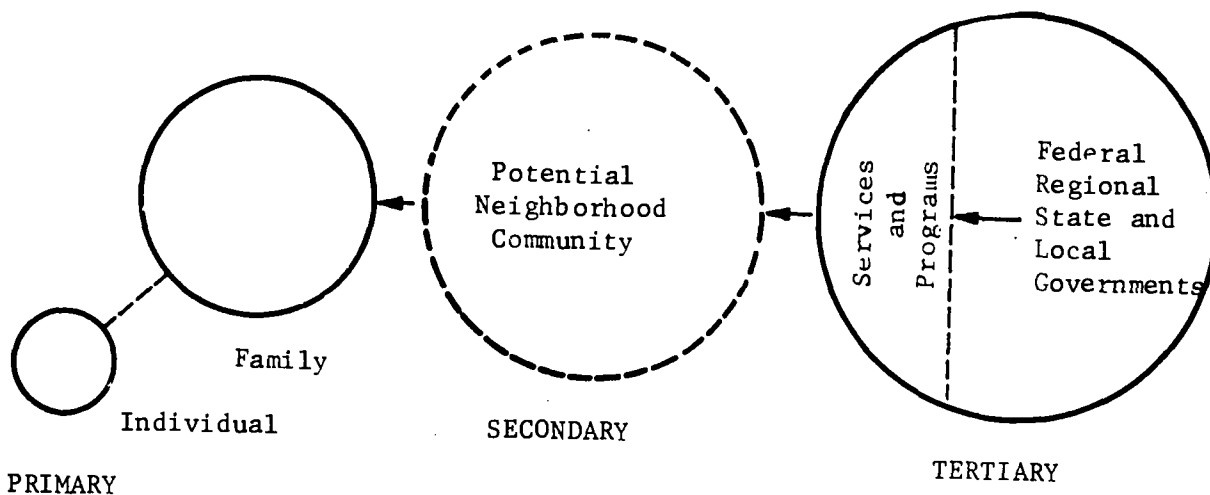 Potential
Neighborhood
Community
Services
and
Programs
Federal
Regional
State and
Local
Governments
Family
Individual
SECONDARY
TERTIARY
PRIMARY